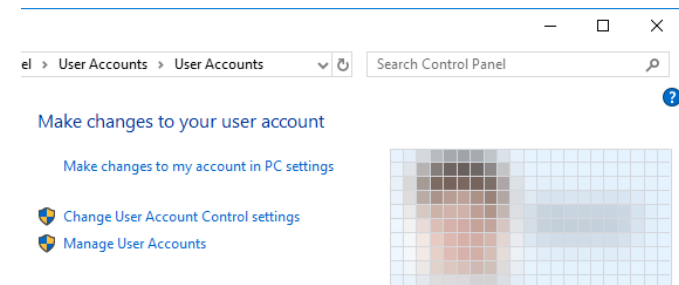 el › User Accounts › User Accounts
Search Control Panel
?
Make changes to your user account
Make changes to my account in PC settings
Change User Account Control settings
Manage User Accounts